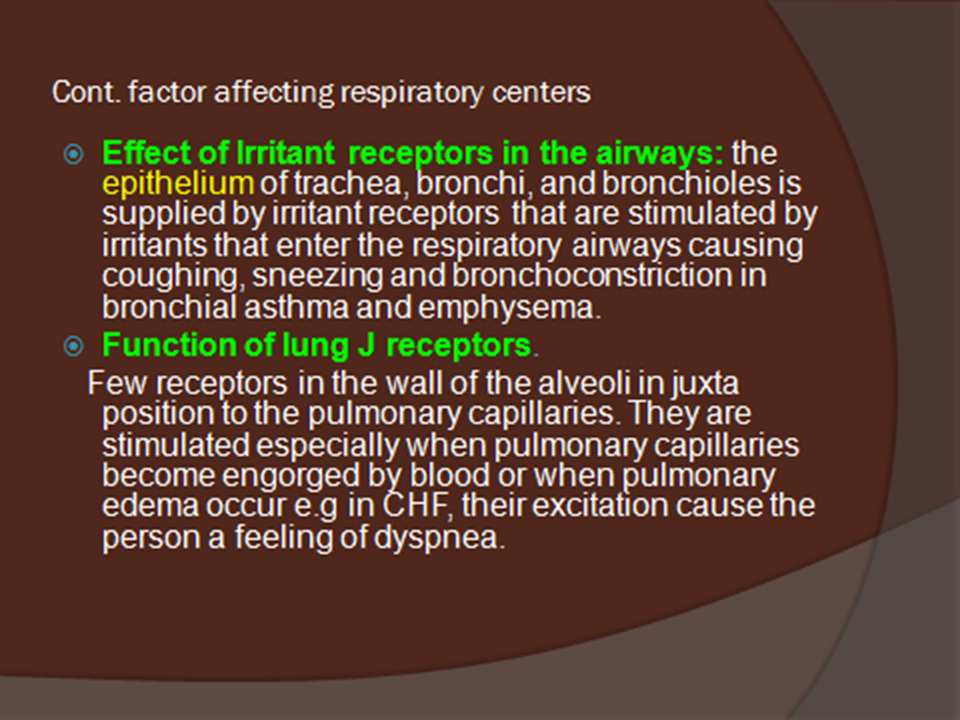 Cont. factor affecting respiratory centers
Effect of Irritant receptors in the airways: the
epithelium of trachea, bronchi, and bronchioles is
supplied by irritant receptors that are stimulated by
irritants that enter the respiratory airways causing
coughing, sneezing and bronchoconstriction in
bronchial asthma and emphysema.
Function of lung J receptors.
Few receptors in the wall of the alveoli in juxta
position to the pulmonary capillaries. They are
stimulated especially when pulmonary capillaries
become engorged by blood or when pulmonary
edema occur e.g in CHF, their excitation cause the
person a feeling of dyspnea.